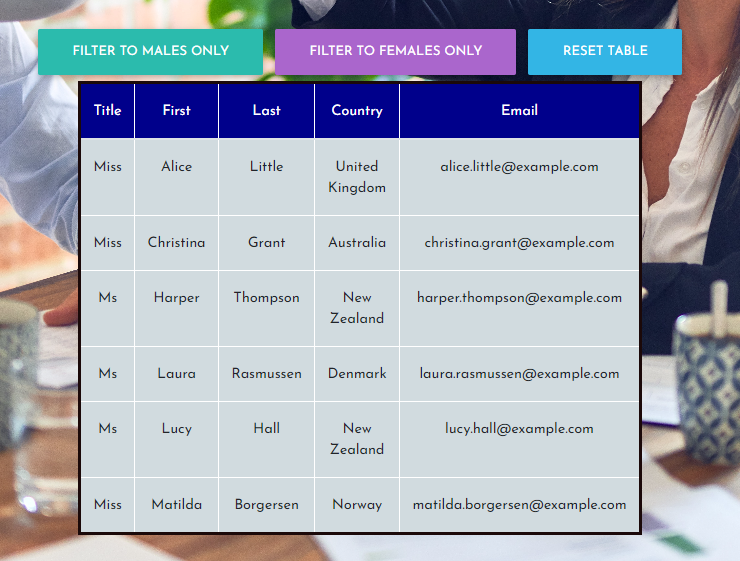 FILTER TO MALES ONLY FILTER TO FEMALES ONLY RESET TABLE
Title First Last Country Email
Miss Alice Little United Kingdom alice.little@example.com
Miss Christina Grant Australia christina.grant@example.com
Ms Harper Thompson New Zealand harper.thompson@example.com
Ms Laura Rasmussen Denmark laura.rasmussen@example.com
Ms Lucy Hall New Zealand lucy.hall@example.com
Miss Matilda Borgersen Norway matilda.borgersen@example.com